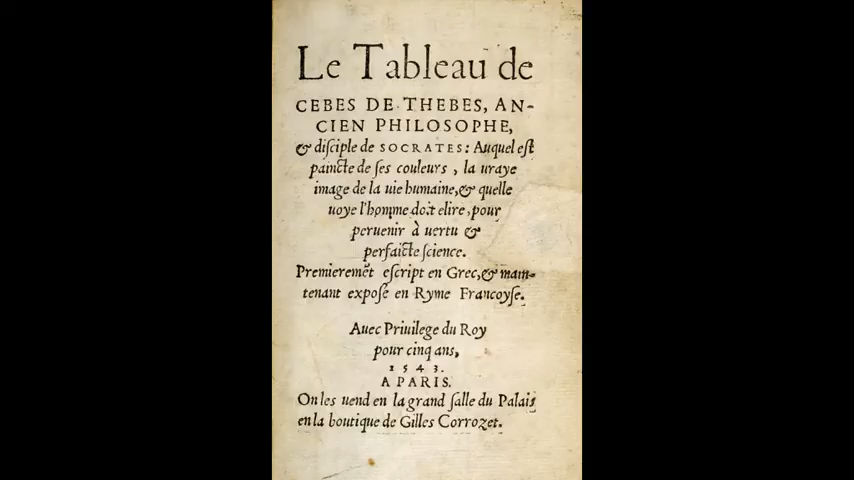 Le Tableau de
CEBES DE THEBES, AN-
CIEN PHILOSOPHE,
& disciple de SOCRATES: Auquel est
paincte de ses couleurs, la uraye
image de la uie humaine, & quelle
uoye l'homme doit elire, pour
peruenir à uertu &
perfaicte science.
Premieremẽt escript en Grec, & main-
tenant exposé en Ryme Francoyse.
Auec Priuilege du Roy
pour cinq ans,
1543.
A PARIS.
On les uend en la grand salle du Palais
en la boutique de Gilles Corrozet.